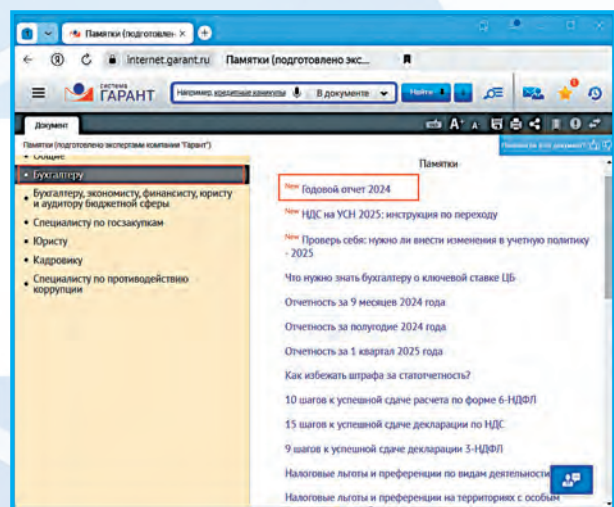 Памятки (подготовлен
internet.garant.ru Памятки (подготовлено экс...
СИСТЕМА
ГАРАНТ
Например, кредитные каникулы
В документе
Найти
Документ
A+ A
Памятки (подготовлено экспертами компании "Гарант")
• Общие
• Бухгалтеру
• Бухгалтеру, экономисту, финансисту, юристу
и аудитору бюджетной сферы
• Специалисту по госзакупкам
• Юристу
• Кадровику
• Специалисту по противодействию
коррупции
Памятки
New Годовой отчет 2024
New НДС на УСН 2025: инструкция по переходу
New Проверь себя: нужно ли внести изменения в учетную политику
- 2025
Что нужно знать бухгалтеру о ключевой ставке ЦБ
Отчетность за 9 месяцев 2024 года
Отчетность за полугодие 2024 года
Отчетность за 1 квартал 2025 года
Как избежать штрафа за статотчетность?
10 шагов к успешной сдаче расчета по форме 6-НДФЛ
15 шагов к успешной сдаче декларации по НДС
9 шагов к успешной сдаче декларации 3-НДФЛ
Налоговые льготы и преференции по видам деятельности
Налоговые льготы и преференции на территориях с особым